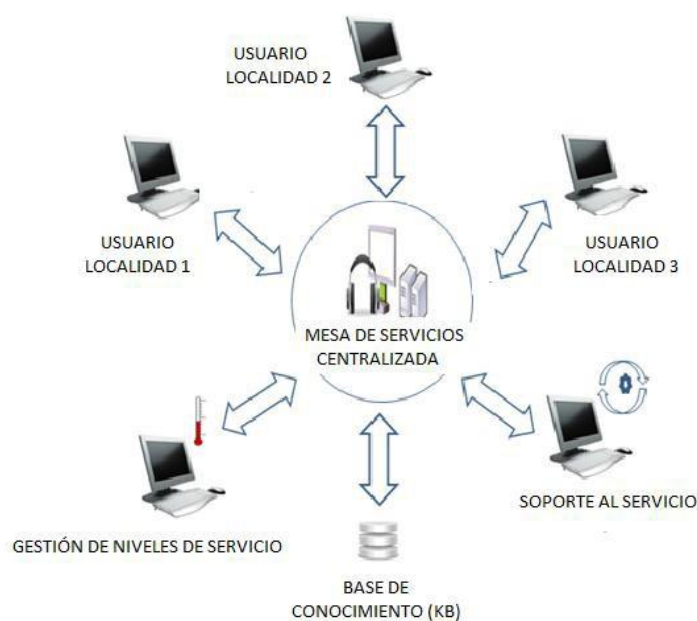 USUARIO
LOCALIDAD 2
USUARIO
LOCALIDAD 1
USUARIO
LOCALIDAD 3
MESA DE SERVICIOS
CENTRALIZADA
SOPORTE AL SERVICIO
GESTIÓN DE NIVELES DE SERVICIO
BASE DE
CONOCIMIENTO (KB)